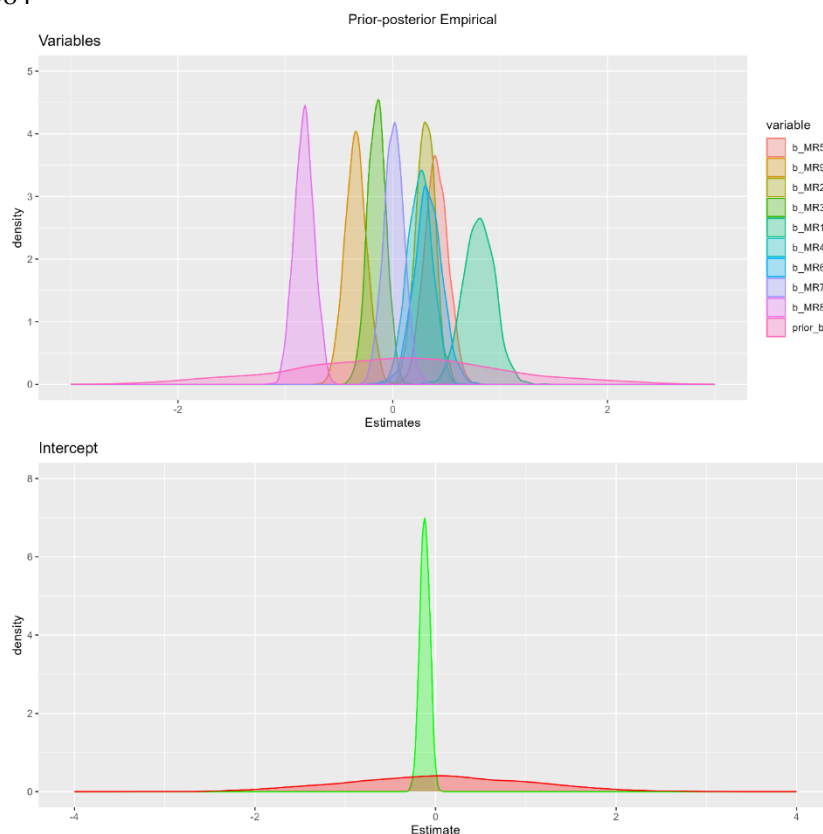 Prior-posterior Empirical
Variables
5
4
3
2
1
0
density
-2
0
2
Estimates
variable
b_MR5
b_MR9
b_MR2
b_MR3
b_MR1
b_MR4
b_MR6
b_MR7
b_MR8
prior_b
Intercept
8
6
4
2
0
density
-4
-2
0
2
4
Estimate